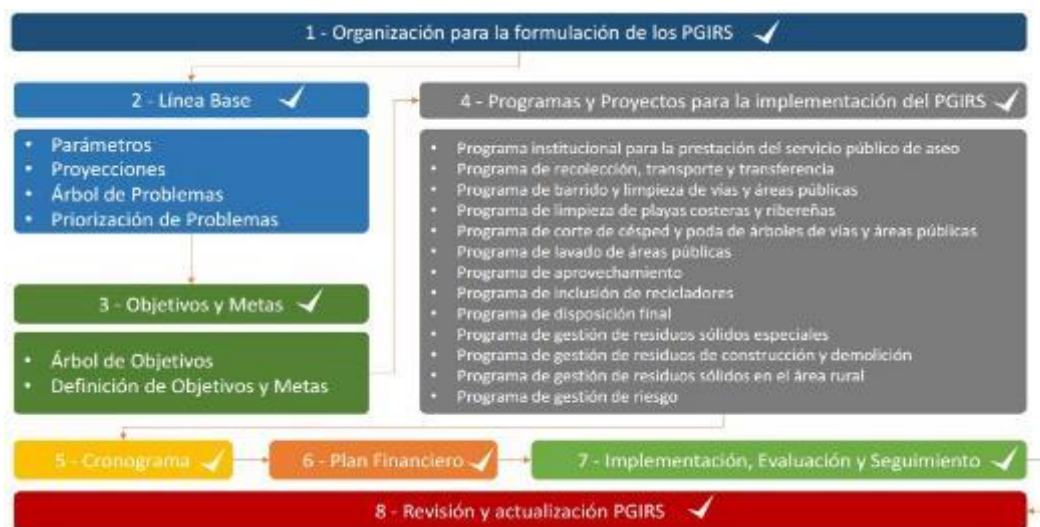 1 - Organización para la formulación de los PGIRS
2 - Línea Base
• Parámetros
• Proyecciones
• Árbol de Problemas
• Priorización de Problemas
3 - Objetivos y Metas
• Árbol de Objetivos
• Definición de Objetivos y Metas
4 - Programas y Proyectos para la implementación del PGIRS
• Programa institucional para la prestación del servicio público de aseo
• Programa de recolección, transporte y transferencia
• Programa de barrido y limpieza de vías y áreas públicas
• Programa de limpieza de playas costeras y ribereñas
• Programa de corte de césped y poda de árboles de vías y áreas públicas
• Programa de lavado de áreas públicas
• Programa de aprovechamiento
• Programa de inclusión de recicladores
• Programa de disposición final
• Programa de gestión de residuos sólidos especiales
• Programa de gestión de residuos de construcción y demolición
• Programa de gestión de residuos sólidos en el área rural
• Programa de gestión de riesgo
5 - Cronograma
6 - Plan Financiero
7 - Implementación, Evaluación y Seguimiento
8 - Revisión y actualización PGIRS